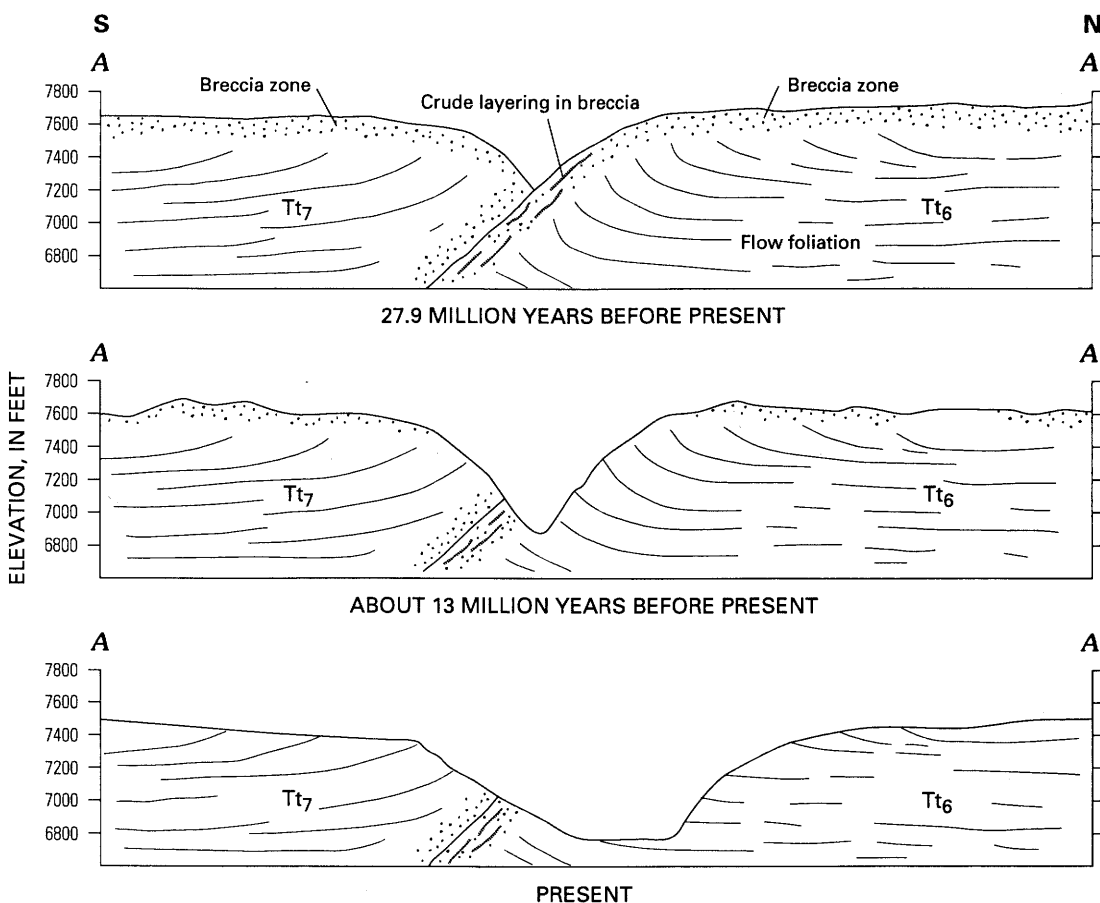 S N
A A
7800
7600
7400
7200
7000
6800
Breccia zone
Crude layering in breccia
Breccia zone
Tt7
Tt6
Flow foliation
27.9 MILLION YEARS BEFORE PRESENT
ELEVATION, IN FEET
A A
7800
7600
7400
7200
7000
6800
Tt7
Tt6
ABOUT 13 MILLION YEARS BEFORE PRESENT
A A
7800
7600
7400
7200
7000
6800
Tt7
Tt6
PRESENT